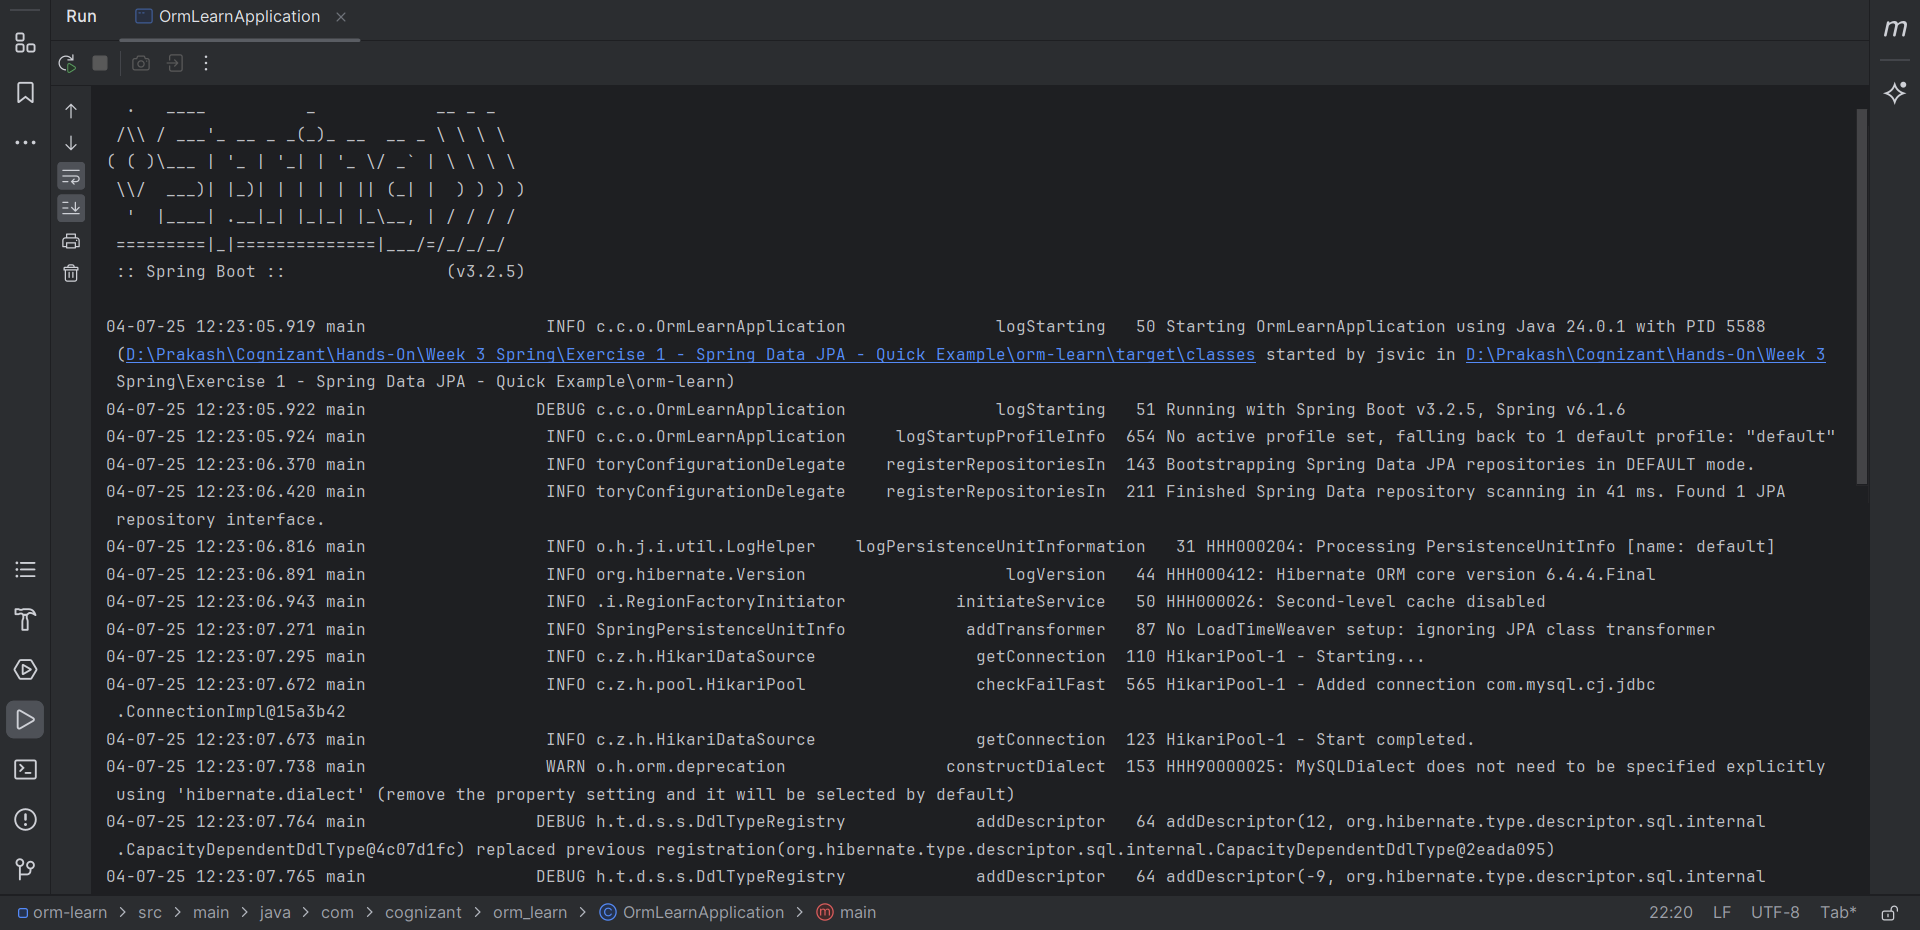 Run OrmLearnApplication
  .   ____          _            __ _ _
 /\\ / ___'_ __ _ _(_)_ __  __ _ \ \ \ \
( ( )\___ | '_ | '_| | '_ \/ _` | \ \ \ \
 \\/  ___)| |_)| | | | | || (_| |  ) ) ) )
  '  |____| .__|_| |_|_| |_\__, | / / / /
 =========|_|==============|___/=/_/_/_/
 :: Spring Boot ::                (v3.2.5)
04-07-25 12:23:05.919 main                  INFO c.c.o.OrmLearnApplication               logStarting   50 Starting OrmLearnApplication using Java 24.0.1 with PID 5588
 (D:\Prakash\Cognizant\Hands-On\Week 3 Spring\Exercise 1 - Spring Data JPA - Quick Example\orm-learn\target\classes started by jsvic in D:\Prakash\Cognizant\Hands-On\Week 3
 Spring\Exercise 1 - Spring Data JPA - Quick Example\orm-learn)
04-07-25 12:23:05.922 main                 DEBUG c.c.o.OrmLearnApplication               logStarting   51 Running with Spring Boot v3.2.5, Spring v6.1.6
04-07-25 12:23:05.924 main                  INFO c.c.o.OrmLearnApplication     logStartupProfileInfo  654 No active profile set, falling back to 1 default profile: "default"
04-07-25 12:23:06.370 main                  INFO toryConfigurationDelegate    registerRepositoriesIn  143 Bootstrapping Spring Data JPA repositories in DEFAULT mode.
04-07-25 12:23:06.420 main                  INFO toryConfigurationDelegate    registerRepositoriesIn  211 Finished Spring Data repository scanning in 41 ms. Found 1 JPA
 repository interface.
04-07-25 12:23:06.816 main                  INFO o.h.j.i.util.LogHelper    logPersistenceUnitInformation   31 HHH000204: Processing PersistenceUnitInfo [name: default]
04-07-25 12:23:06.891 main                  INFO org.hibernate.Version                    logVersion   44 HHH000412: Hibernate ORM core version 6.4.4.Final
04-07-25 12:23:06.943 main                  INFO .i.RegionFactoryInitiator           initiateService   50 HHH000026: Second-level cache disabled
04-07-25 12:23:07.271 main                  INFO SpringPersistenceUnitInfo            addTransformer   87 No LoadTimeWeaver setup: ignoring JPA class transformer
04-07-25 12:23:07.295 main                  INFO c.z.h.HikariDataSource                getConnection  110 HikariPool-1 - Starting...
04-07-25 12:23:07.672 main                  INFO c.z.h.pool.HikariPool                 checkFailFast  565 HikariPool-1 - Added connection com.mysql.cj.jdbc
 .ConnectionImpl@15a3b42
04-07-25 12:23:07.673 main                  INFO c.z.h.HikariDataSource                getConnection  123 HikariPool-1 - Start completed.
04-07-25 12:23:07.738 main                  WARN o.h.orm.deprecation                constructDialect  153 HHH90000025: MySQLDialect does not need to be specified explicitly
 using 'hibernate.dialect' (remove the property setting and it will be selected by default)
04-07-25 12:23:07.764 main                 DEBUG h.t.d.s.s.DdlTypeRegistry             addDescriptor   64 addDescriptor(12, org.hibernate.type.descriptor.sql.internal
 .CapacityDependentDdlType@4c07d1fc) replaced previous registration(org.hibernate.type.descriptor.sql.internal.CapacityDependentDdlType@2eada095)
04-07-25 12:23:07.765 main                 DEBUG h.t.d.s.s.DdlTypeRegistry             addDescriptor   64 addDescriptor(-9, org.hibernate.type.descriptor.sql.internal
orm-learn > src > main > java > com > cognizant > orm_learn > OrmLearnApplication > main 22:20 LF UTF-8 Tab*